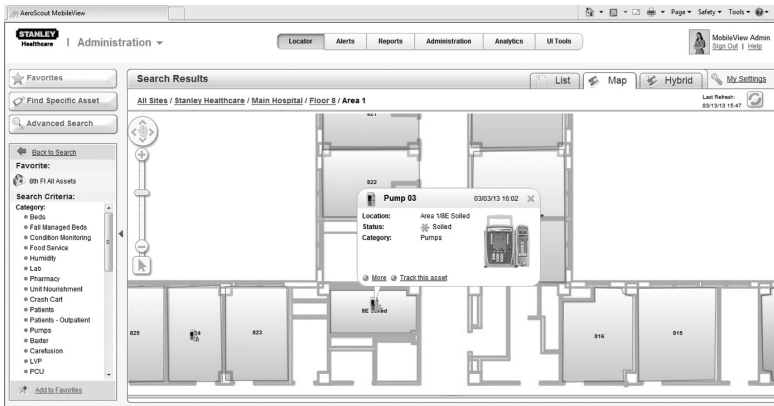 AeroScout MobileView
Page Safety Tools
STANLEY
Healthcare
Administration
Locator Alerts Reports Administration Analytics UI Tools
MobileView Admin
Sign Out | Help
Favorites
Find Specific Asset
Advanced Search
Back to Search
Favorite:
8th Fl All Assets
Search Criteria:
Category:
Beds
Fall Managed Beds
Condition Monitoring
Food Service
Humidity
Lab
Pharmacy
Unit Nourishment
Crash Cart
Patients
Patients - Outpatient
Pumps
Baxter
Carefusion
LVP
PCU
Add to Favorites
Search Results
List Map Hybrid My Settings
All Sites / Stanley Healthcare / Main Hospital / Floor 8 / Area 1
Last Refresh:
03/13/13 15:47
821
822
Pump 03 03/03/13 16:02
Location: Area 1/8E Soiled
Status: Soiled
Category: Pumps
More Track this asset
8E Soiled
825
823
816
815